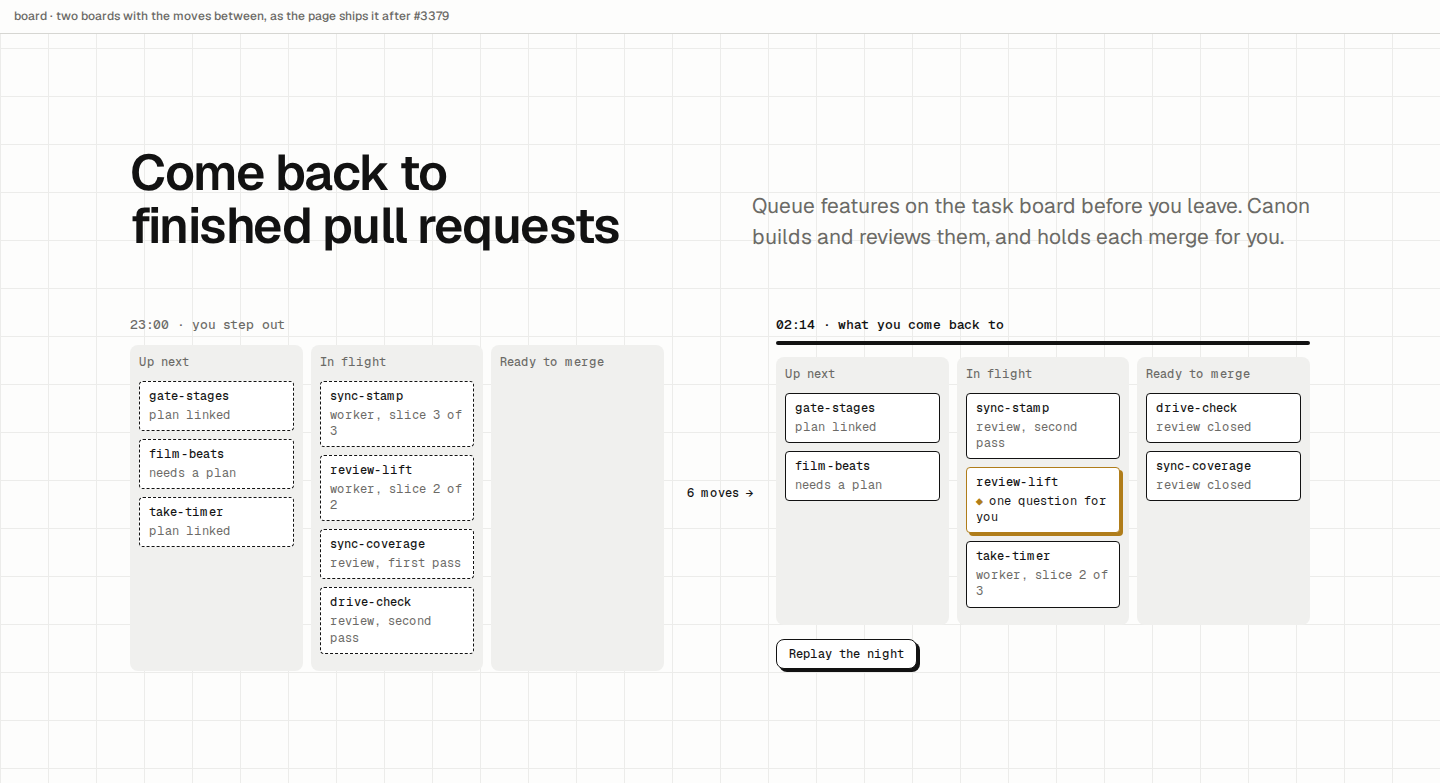 board · two boards with the moves between, as the page ships it after #3379
Come back to
finished pull requests
Queue features on the task board before you leave. Canon
builds and reviews them, and holds each merge for you.
23:00 · you step out
Up next
gate-stages
plan linked
film-beats
needs a plan
take-timer
plan linked
In flight
sync-stamp
worker, slice 3 of
3
review-lift
worker, slice 2 of
2
sync-coverage
review, first pass
drive-check
review, second
pass
Ready to merge
6 moves →
02:14 · what you come back to
Up next
gate-stages
plan linked
film-beats
needs a plan
In flight
sync-stamp
review, second
pass
review-lift
◆ one question for
you
take-timer
worker, slice 2 of
3
Ready to merge
drive-check
review closed
sync-coverage
review closed
Replay the night